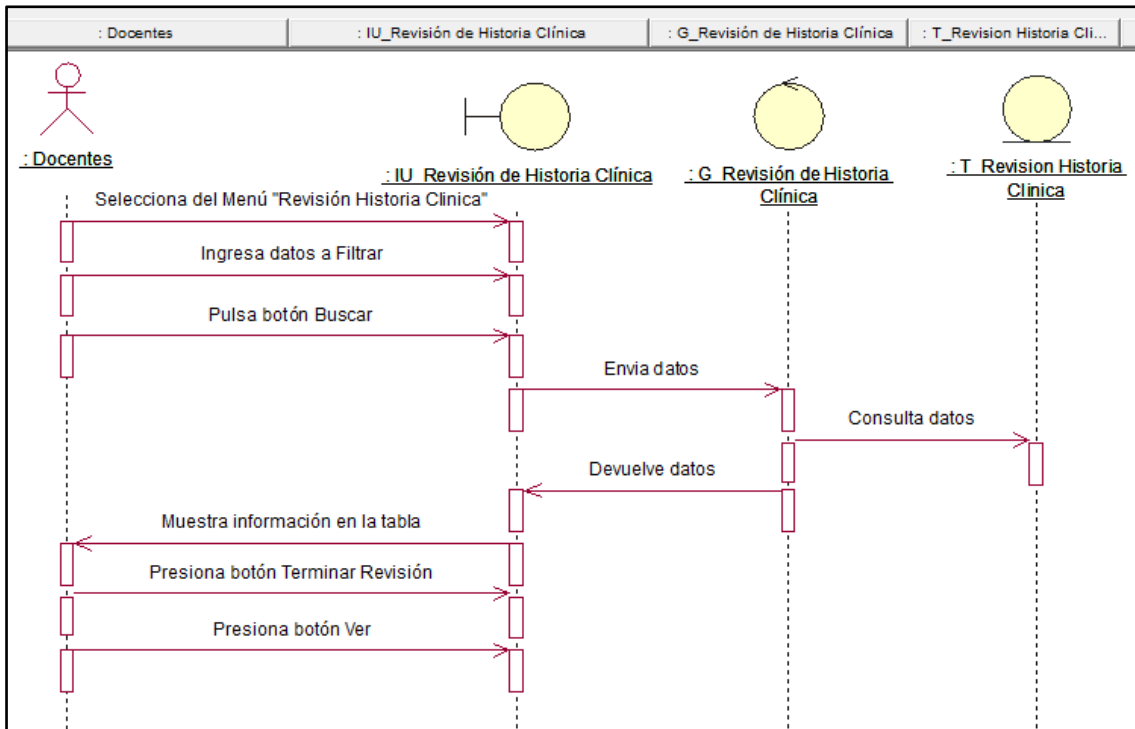 : Docentes
: IU_Revisión de Historia Clínica
: G_Revisión de Historia Clínica
: T_Revision Historia Cli...
: Docentes
: IU_Revisión de Historia Clínica
: G_Revisión de Historia
Clínica
: T_Revision Historia
Clinica
Selecciona del Menú "Revisión Historia Clinica"
Ingresa datos a Filtrar
Pulsa botón Buscar
Envia datos
Consulta datos
Devuelve datos
Muestra información en la tabla
Presiona botón Terminar Revisión
Presiona botón Ver